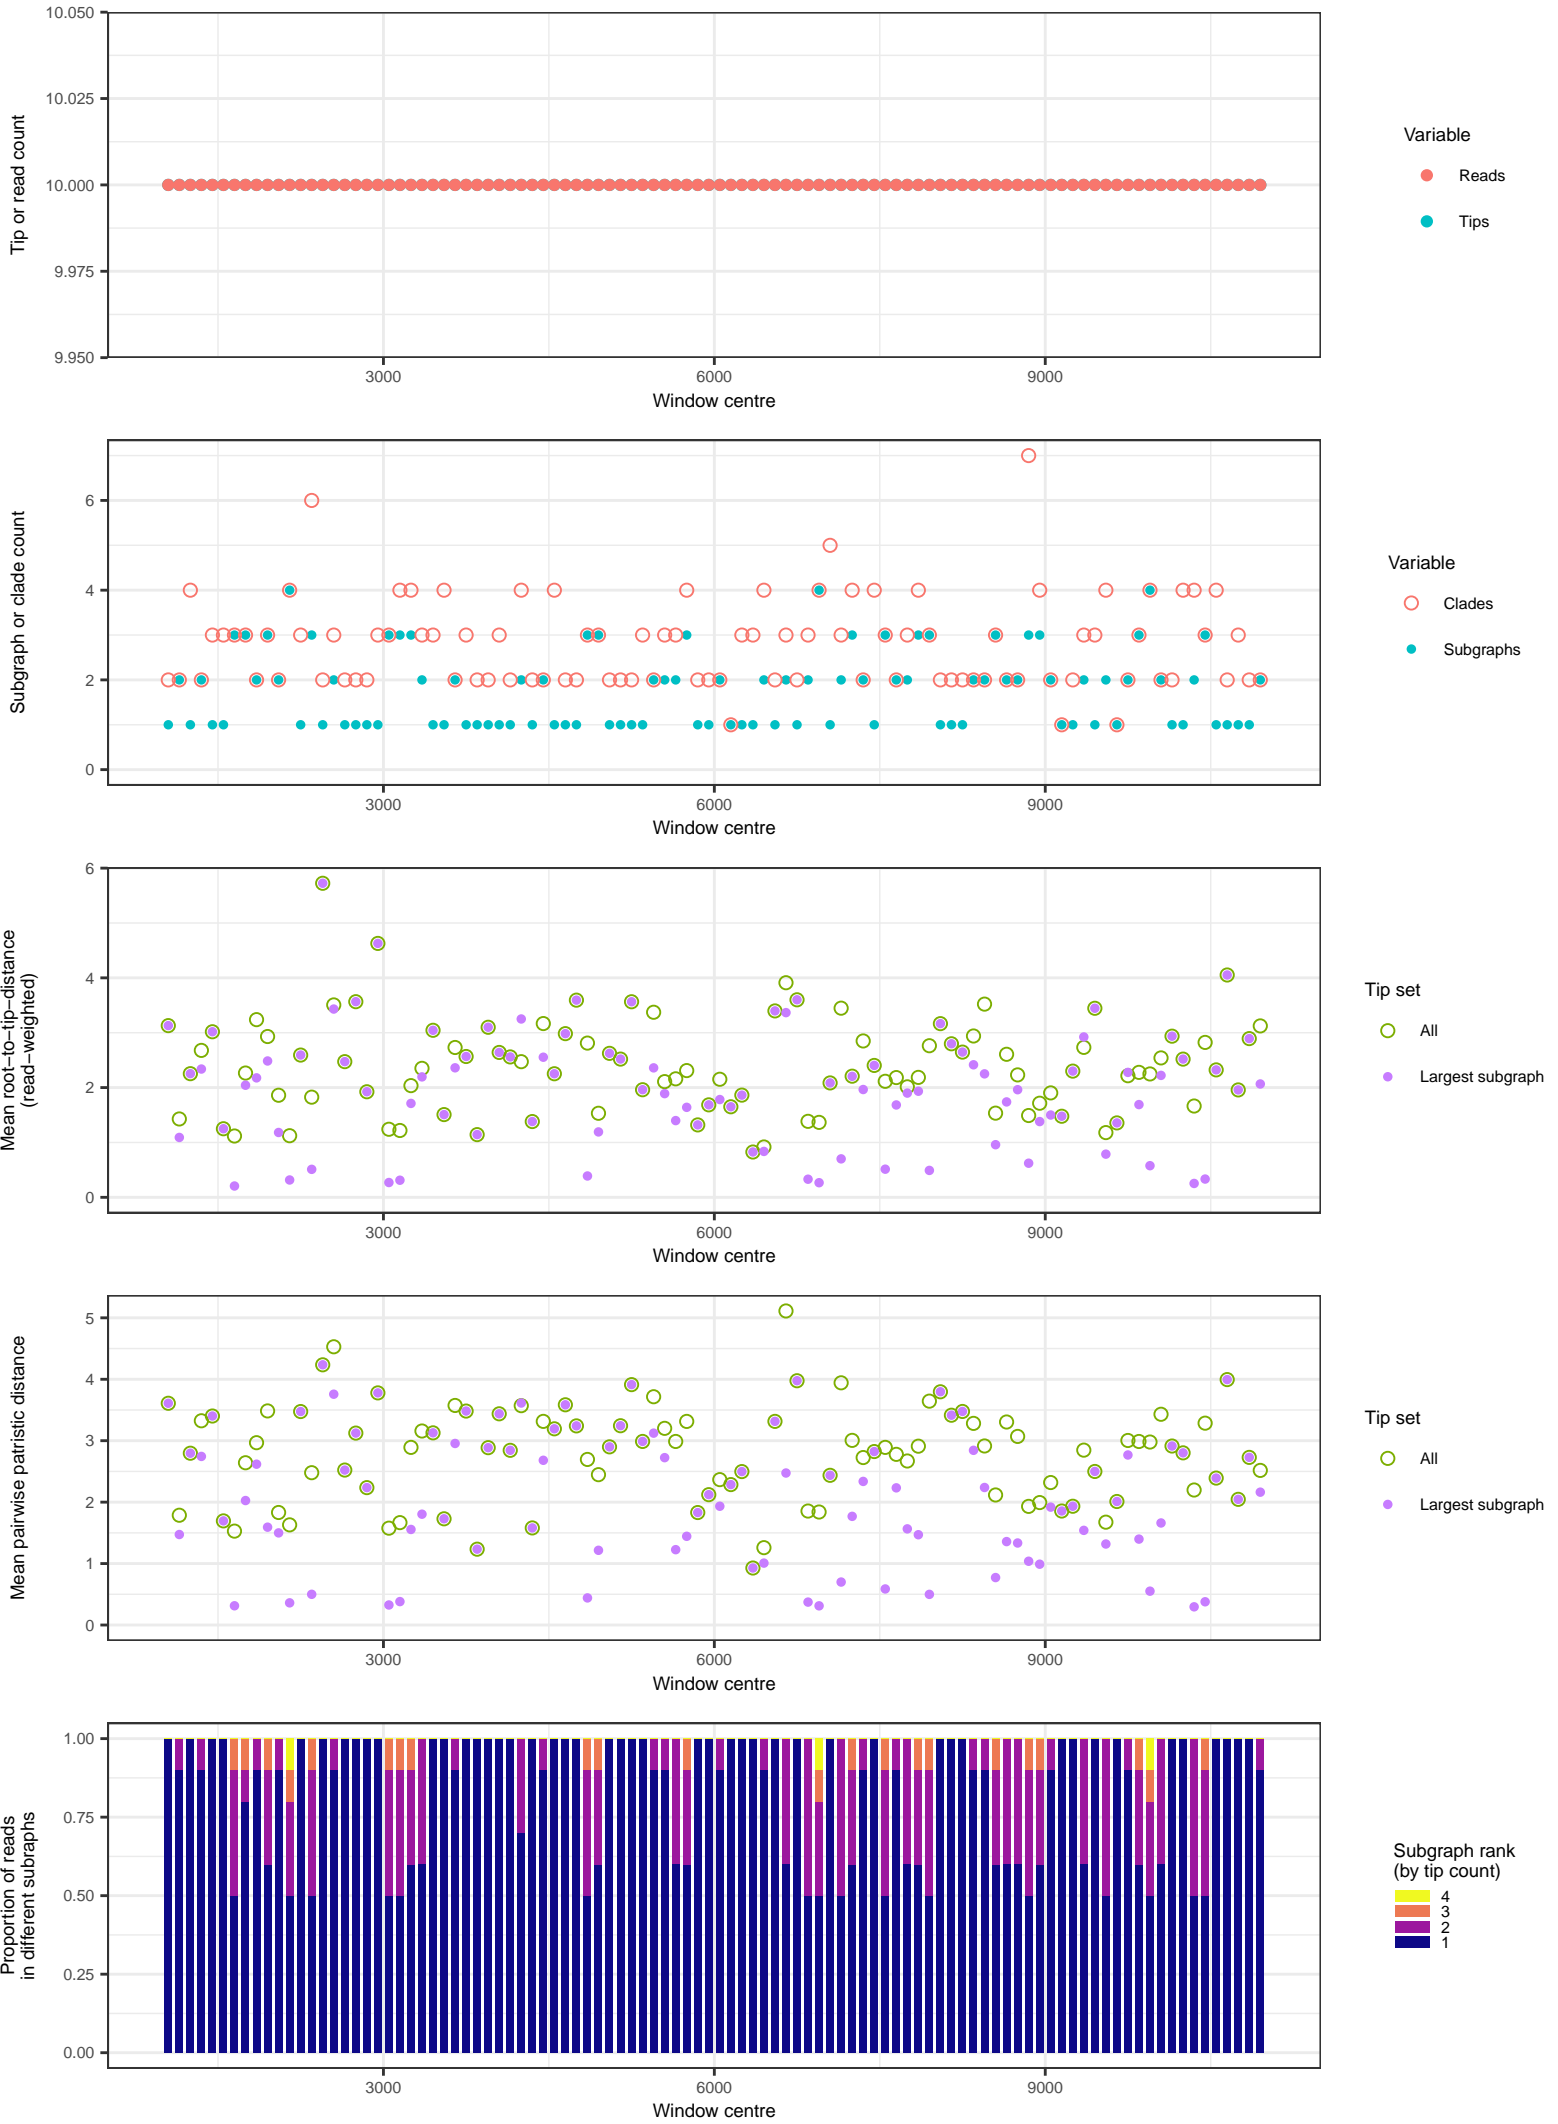 10.050
10.025
10.000
9.975
9.950
Tip or read count
3000 6000 9000
Window centre
Variable
Reads
Tips
6
4
2
0
Subgraph or clade count
3000 6000 9000
Window centre
Variable
Clades
Subgraphs
6
4
2
0
Mean root−to−tip−distance
(read−weighted)
3000 6000 9000
Window centre
Tip set
All
Largest subgraph
5
4
3
2
1
0
Mean pairwise patristic distance
3000 6000 9000
Window centre
Tip set
All
Largest subgraph
1.00
0.75
0.50
0.25
0.00
Proportion of reads
in different subraphs
3000 6000 9000
Window centre
Subgraph rank
(by tip count)
4
3
2
1